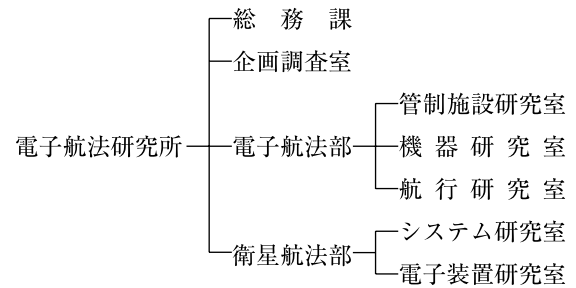 総務課
企画調査室
管制施設研究室
電子航法研究所
電子航法部
機器研究室
航行研究室
システム研究室
衛星航法部
電子装置研究室